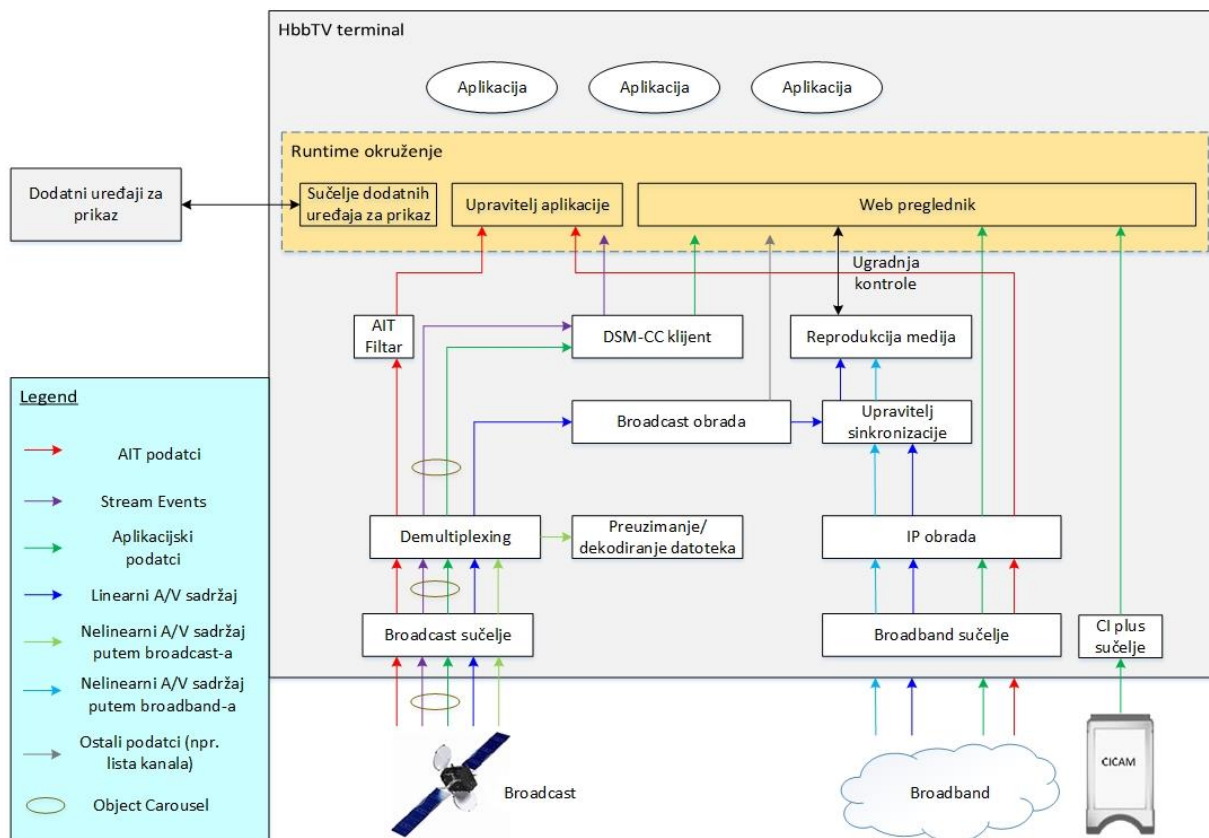 HbbTV terminal
Aplikacija
Aplikacija
Aplikacija
Runtime okruženje
Dodatni uređaji za
prikaz
Sučelje dodatnih
uređaja za prikaz
Upravitelj aplikacije
Web preglednik
Ugradnja
kontrole
AIT
Filtar
DSM-CC klijent
Reprodukcija medija
Broadcast obrada
Upravitelj
sinkronizacije
Demultiplexing
Preuzimanje/
dekodiranje datoteka
IP obrada
Broadcast sučelje
Broadband sučelje
CI plus
sučelje
Broadcast
Broadband
CICAM
Legend
AIT podatci
Stream Events
Aplikacijski
podatci
Linearni A/V sadržaj
Nelinearni A/V sadržaj
putem broadcast-a
Nelinearni A/V sadržaj
putem broadband-a
Ostali podatci (npr.
lista kanala)
Object Carousel